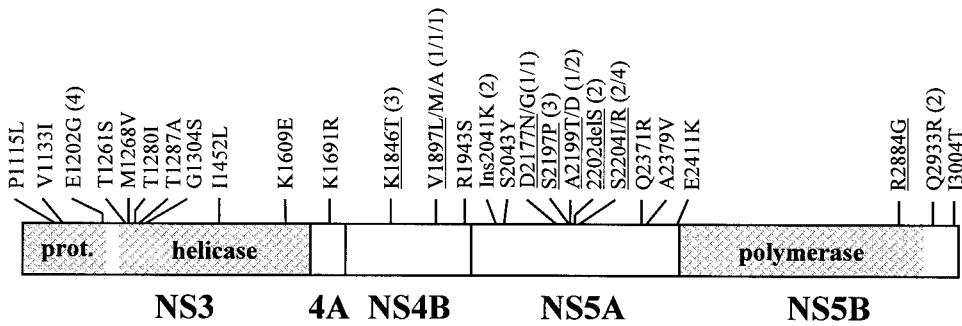 P1115L
V1133I
E1202G (4)
T1261S
M1268V
T1280I
T1287A
G1304S
I1452L
K1609E
K1691R
K1846T (3)
V1897L/M/A (1/1/1)
R1943S
Ins2041K (2)
S2043Y
D2177N/G(1/1)
S2197P (3)
A2199T/D (1/2)
2202delS (2)
S2204I/R (2/4)
Q2371R
A2379V
E2411K
R2884G
Q2933R (2)
I3004T
prot. helicase polymerase
NS3 4A NS4B NS5A NS5B